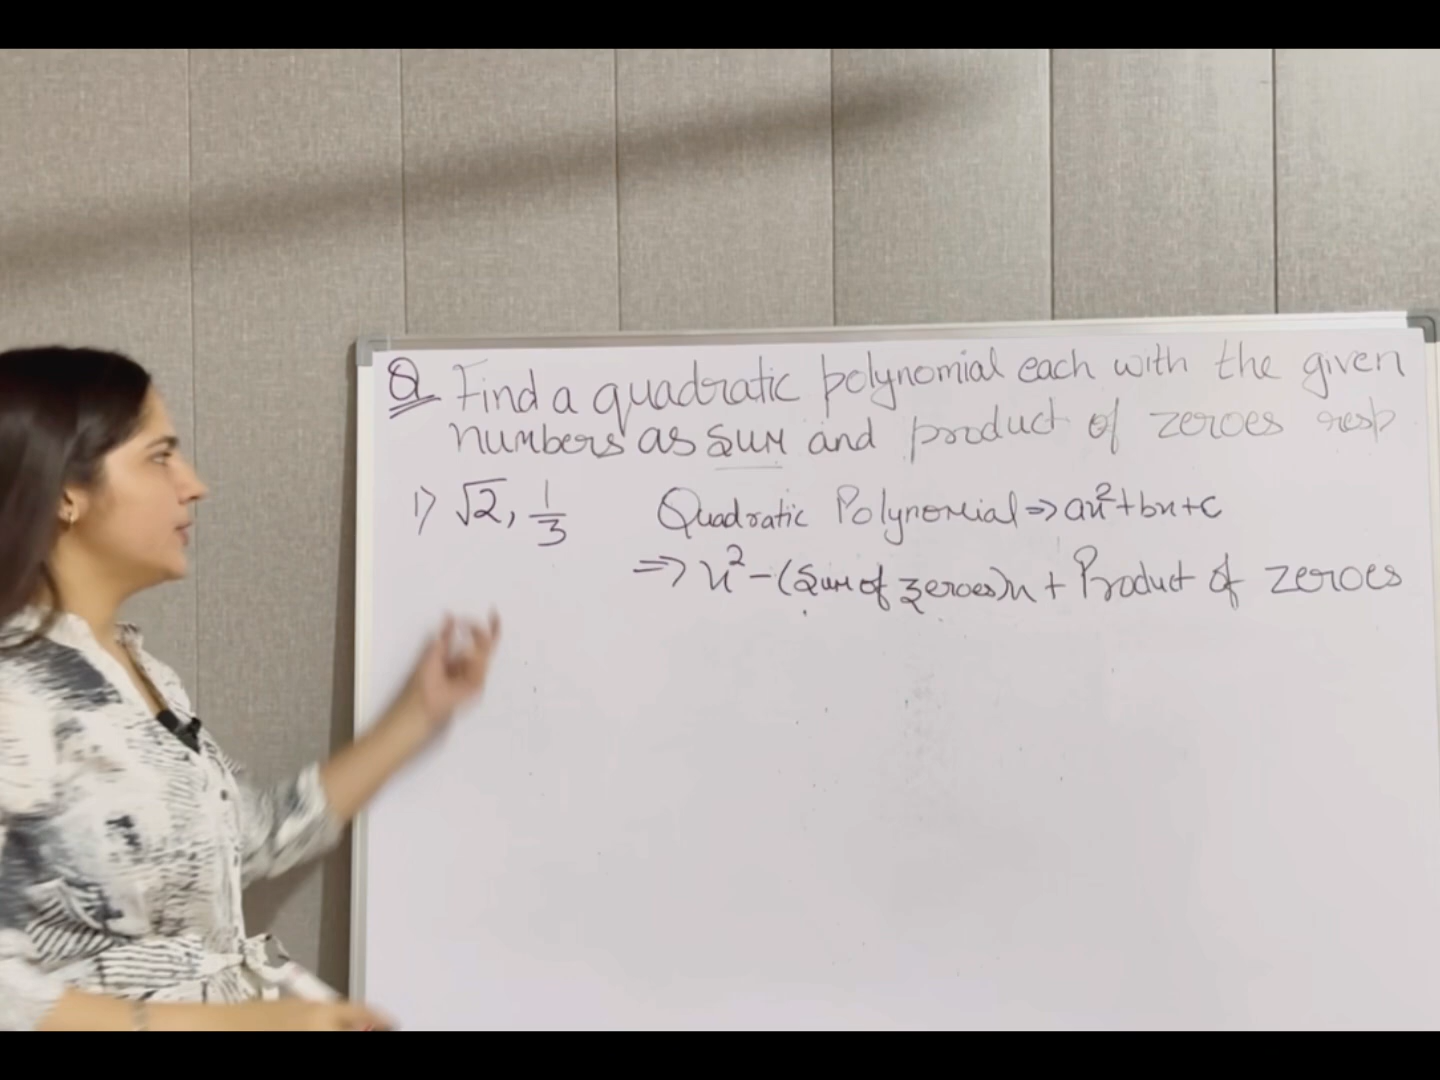 Q Find a quadratic polynomial each with the given
numbers as sum and product of zeroes resp
1) √2, 1/3
Quadratic Polynomial ⇒ ax²+bx+c
⇒ x² - (Sum of zeroes)x + Product of zeroes